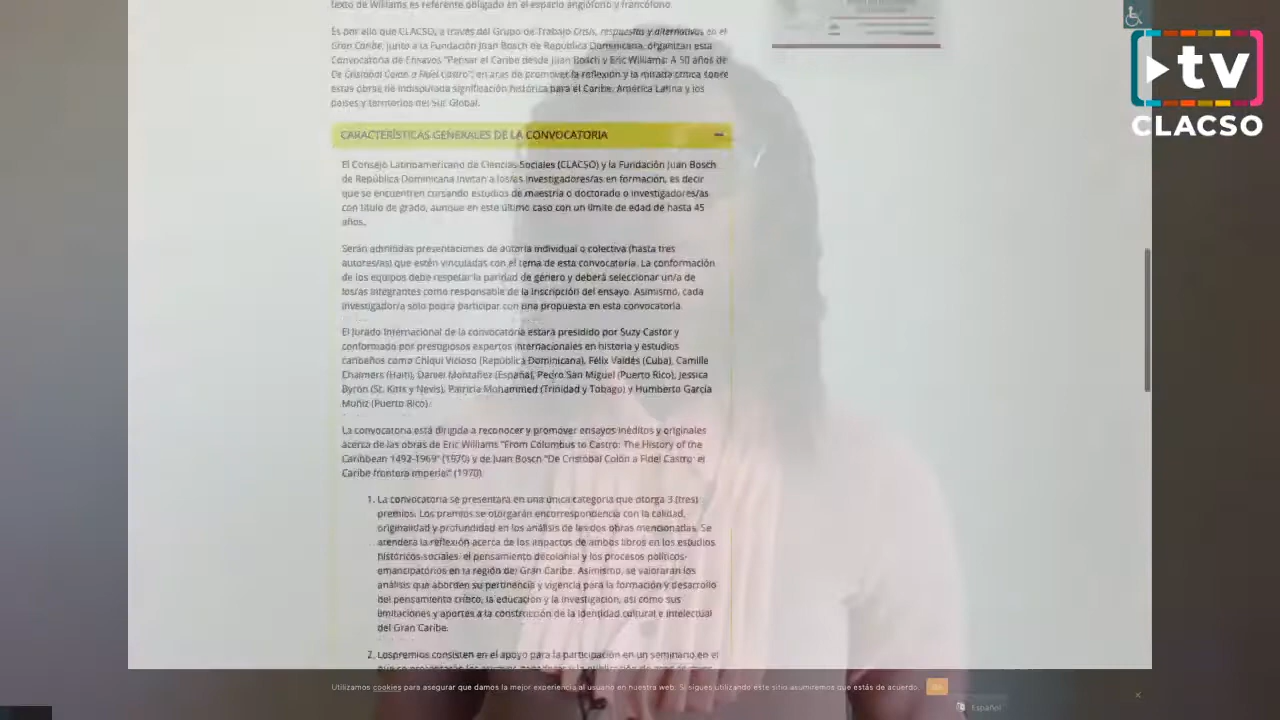 texto de Williams es referente obligado en el espacio anglófono y francófono.
Es por ello que CLACSO, a través del Grupo de Trabajo Crisis, respuestas y alternativas en el
Gran Caribe, junto a la Fundación Juan Bosch de República Dominicana, organizan esta
Convocatoria de Ensayos "Pensar el Caribe desde Juan Bosch y Eric Williams: A 50 años de
De Cristóbal Colón a Fidel Castro", en aras de promover la reflexión y la mirada crítica sobre
estas obras de indisputada significación histórica para el Caribe, América Latina y los
países y territorios del Sur Global.
CARACTERÍSTICAS GENERALES DE LA CONVOCATORIA
El Consejo Latinoamericano de Ciencias Sociales (CLACSO) y la Fundación Juan Bosch
de República Dominicana invitan a los/as investigadores/as en formación, es decir
que se encuentren cursando estudios de maestría o doctorado o investigadores/as
con título de grado, aunque en este último caso con un límite de edad de hasta 45
años.
Serán admitidas presentaciones de autoría individual o colectiva (hasta tres
autores/as) que estén vinculadas con el tema de esta convocatoria. La conformación
de los equipos debe respetar la paridad de género y deberá seleccionar un/a de
los/as integrantes como responsable de la inscripción del ensayo. Asimismo, cada
investigador/a solo podrá participar con una propuesta en esta convocatoria.
El Jurado Internacional de la convocatoria estará presidido por Suzy Castor y
conformado por prestigiosos expertos internacionales en historia y estudios
caribeños como Chiqui Vicioso (República Dominicana), Félix Valdés (Cuba), Camille
Chalmers (Haití), Daniel Montañez (España), Pedro San Miguel (Puerto Rico), Jessica
Byron (St. Kitts y Nevis), Patricia Mohammed (Trinidad y Tobago) y Humberto García
Muñiz (Puerto Rico).
La convocatoria está dirigida a reconocer y promover ensayos inéditos y originales
acerca de las obras de Eric Williams "From Columbus to Castro: The History of the
Caribbean 1492-1969" (1970) y de Juan Bosch "De Cristóbal Colón a Fidel Castro: el
Caribe frontera imperial" (1970).
1. La convocatoria se presentará en una única categoría que otorga 3 (tres)
premios. Los premios se otorgarán encorrespondencia con la calidad,
originalidad y profundidad en los análisis de las dos obras mencionadas. Se
atenderá la reflexión acerca de los impactos de ambos libros en los estudios
históricos-sociales, el pensamiento decolonial y los procesos políticos-
emancipatorios en la región del Gran Caribe. Asimismo, se valorarán los
análisis que aborden su pertinencia y vigencia para la formación y desarrollo
del pensamiento crítico, la educación y la investigación, así como sus
limitaciones y aportes a la construcción de la identidad cultural e intelectual
del Gran Caribe.
2. Lospremios consisten en el apoyo para la participación en un seminario en el
Utilizamos cookies para asegurar que damos la mejor experiencia al usuario en nuestra web. Si sigues utilizando este sitio asumiremos que estás de acuerdo.
Español
tv
CLACSO